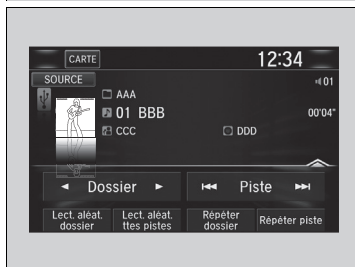 CARTE
12:34
SOURCE
01
AAA
01 BBB
00'04"
CCC
DDD
Dossier
Piste
Lect. aléat. dossier
Lect. aléat. ttes pistes
Répéter dossier
Répéter piste